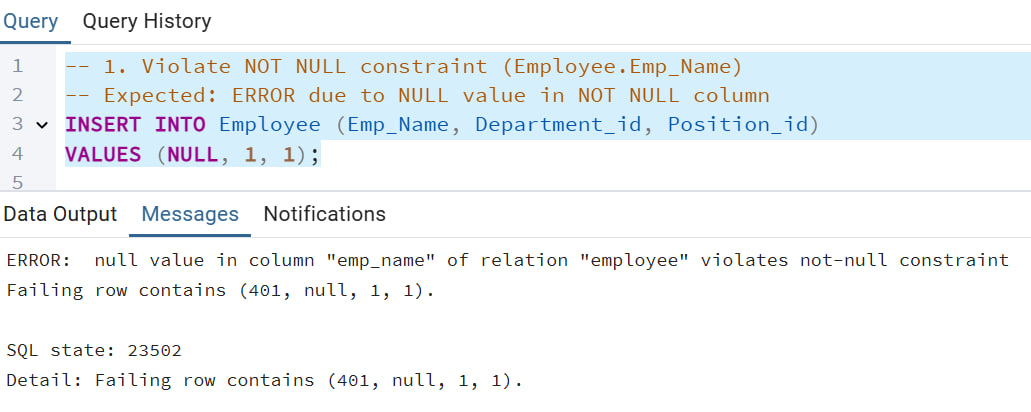 Query Query History
1 -- 1. Violate NOT NULL constraint (Employee.Emp_Name)
2 -- Expected: ERROR due to NULL value in NOT NULL column
3 INSERT INTO Employee (Emp_Name, Department_id, Position_id)
4 VALUES (NULL, 1, 1);
5
Data Output Messages Notifications
ERROR:  null value in column "emp_name" of relation "employee" violates not-null constraint
Failing row contains (401, null, 1, 1).

SQL state: 23502
Detail: Failing row contains (401, null, 1, 1).